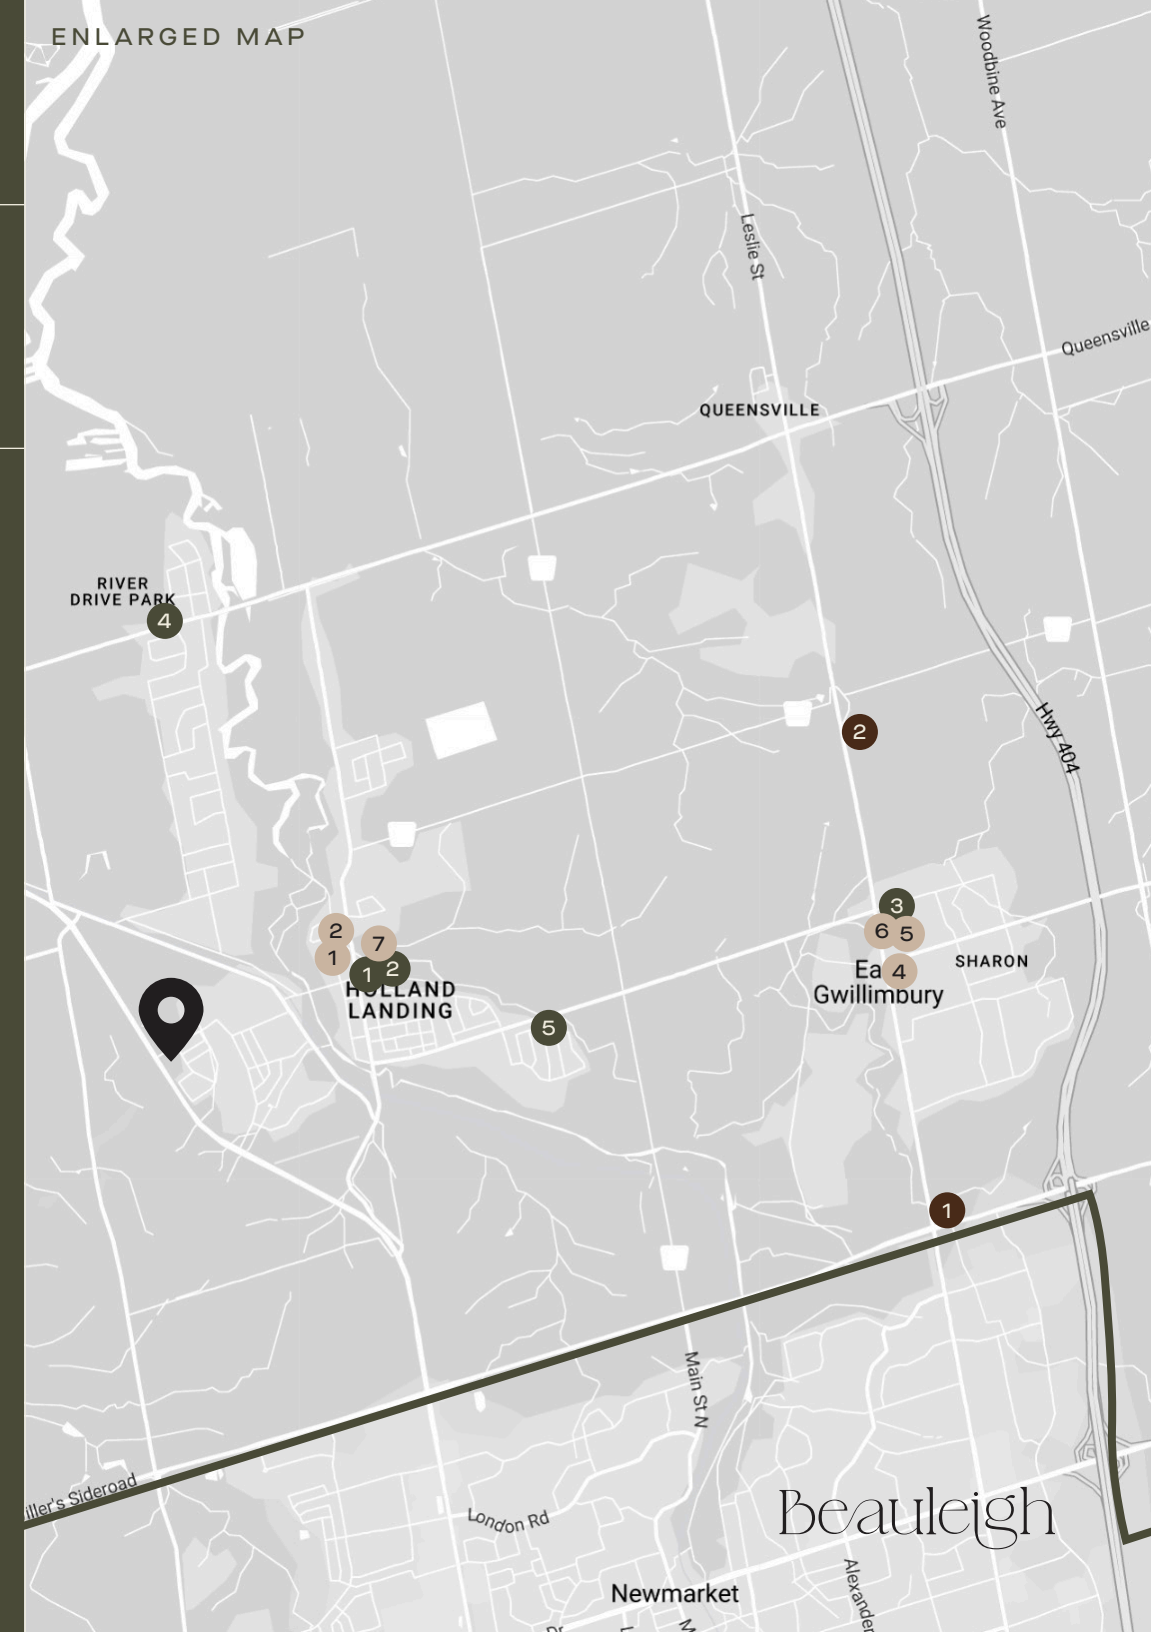 ENLARGED MAP
Woodbine Ave
Leslie St
Queensville
QUEENSVILLE
RIVER
DRIVE PARK
4
2
Hwy 404
3
2
6
5
7
1
4
SHARON
1
2
HOLLAND
LANDING
Ea
Gwillimbury
5
1
Main St N
iller's Sideroad
London Rd
Beauleigh
Newmarket
Alexander